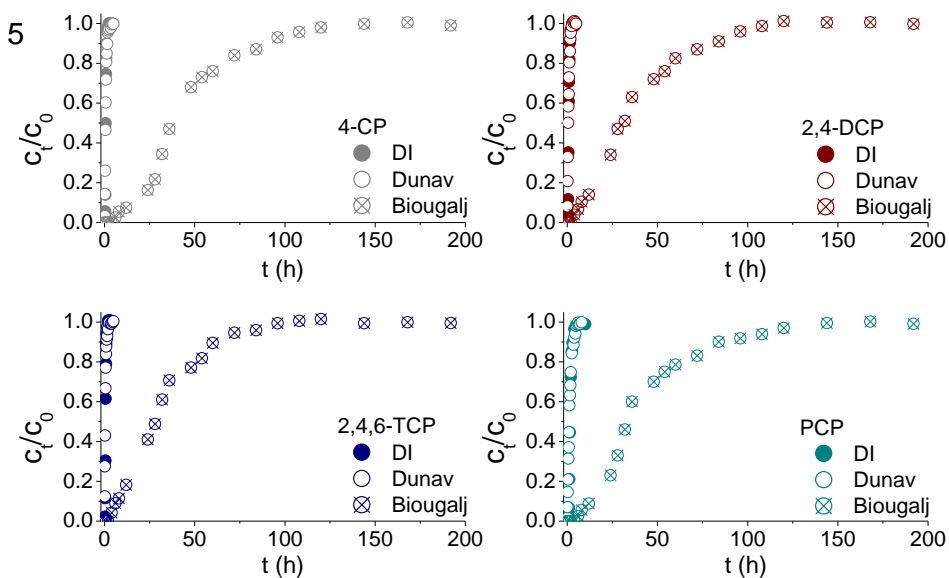 5
1.0
0.8
0.6
0.4
0.2
0.0
c_t/c_0
4-CP
DI
Dunav
Biougalj
0 50 100 150 200
t (h)
1.0
0.8
0.6
0.4
0.2
0.0
c_t/c_0
2,4-DCP
DI
Dunav
Biougalj
0 50 100 150 200
t (h)
1.0
0.8
0.6
0.4
0.2
0.0
c_t/c_0
2,4,6-TCP
DI
Dunav
Biougalj
0 50 100 150 200
t (h)
1.0
0.8
0.6
0.4
0.2
0.0
c_t/c_0
PCP
DI
Dunav
Biougalj
0 50 100 150 200
t (h)